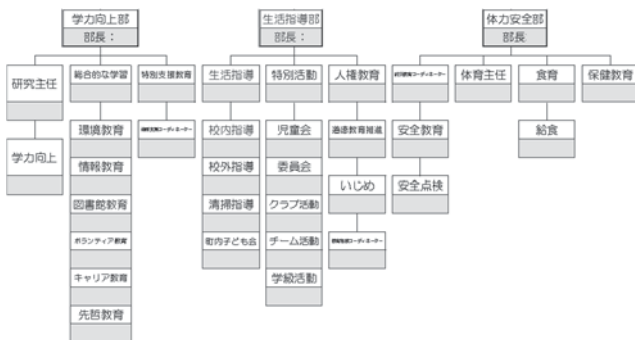 学力向上部
部長：
生活指導部
部長：
体力安全部
部長
研究主任
総合的な学習
特別支援教育
生活指導
特別活動
人権教育
体育主任
食育
保健教育
学力向上
環境教育
校内指導
児童会
道徳教育推進
安全教育
給食
情報教育
校外指導
委員会
いじめ
安全点検
図書館教育
清掃指導
クラブ活動
ボランティア教育
町内子ども会
チーム活動
キャリア教育
学級活動
先哲教育